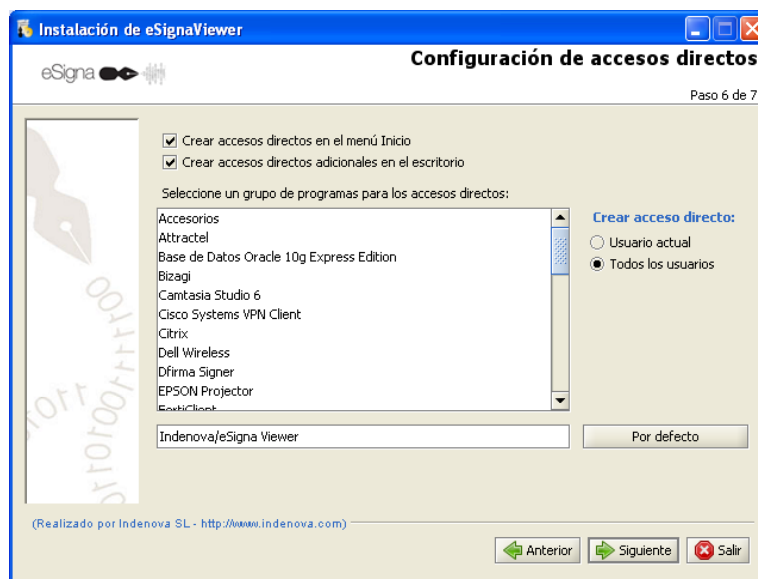 Instalación de eSignaViewer
eSigna
Configuración de accesos directos
Paso 6 de 7
Crear accesos directos en el menú Inicio
Crear accesos directos adicionales en el escritorio
Seleccione un grupo de programas para los accesos directos:
Accesorios
Attractel
Base de Datos Oracle 10g Express Edition
Bizagi
Camtasia Studio 6
Cisco Systems VPN Client
Citrix
Dell Wireless
Dfirma Signer
EPSON Projector
FortiClient
Crear acceso directo:
Usuario actual
Todos los usuarios
Indenova/eSigna Viewer
Por defecto
(Realizado por Indenova SL - http://www.indenova.com)
Anterior
Siguiente
Salir